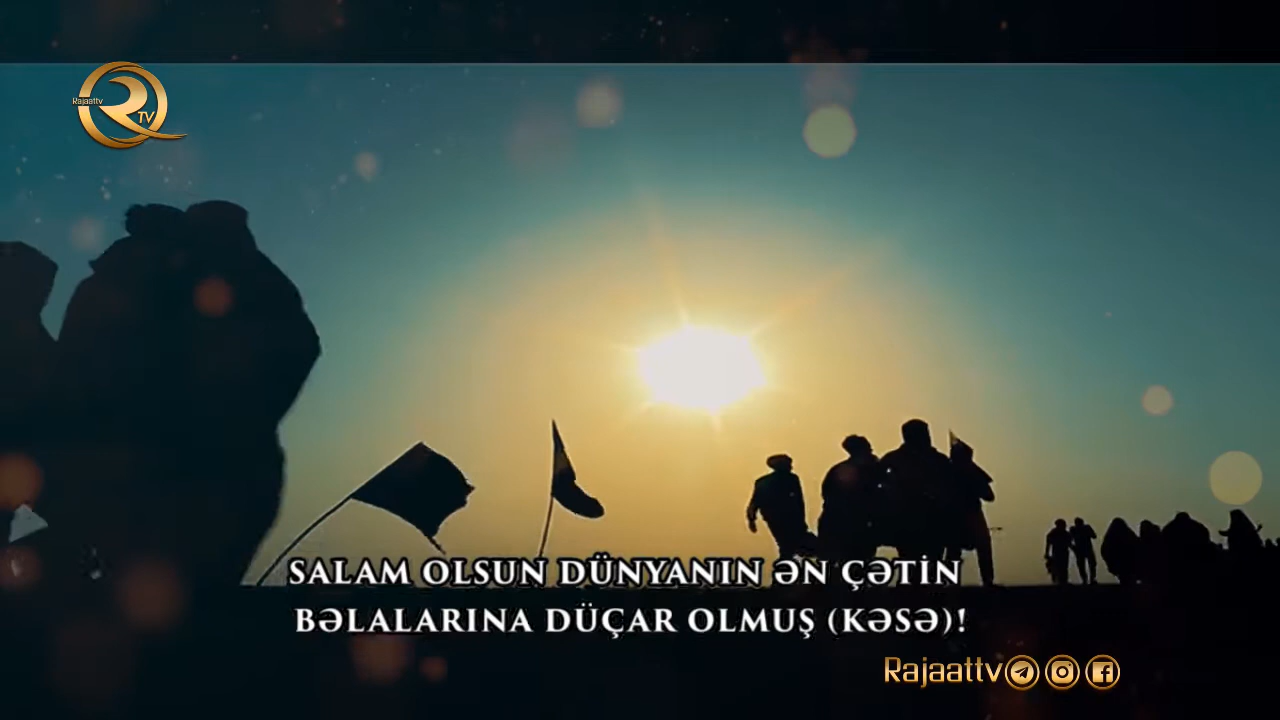 Rajaattv
TV
SALAM OLSUN DÜNYANIN ƏN ÇƏTİN
BƏLALARINA DÜÇAR OLMUŞ (KƏSƏ)!
Rajaattv